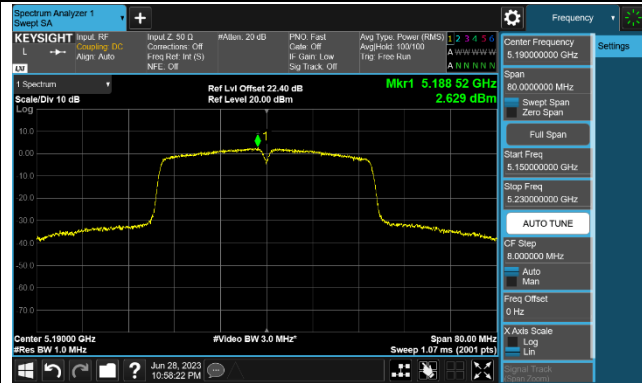 Spectrum Analyzer 1
Swept SA
+
Frequency
KEYSIGHT
L
LXI
Input: RF
Coupling: DC
Align: Auto
Input Z: 50 Ω
Corrections: Off
Freq Ref: Int (S)
NFE: Off
#Atten: 20 dB
PNO: Fast
Gate: Off
IF Gain: Low
Sig Track: Off
Avg Type: Power (RMS)
Avg|Hold: 100/100
Trig: Free Run
1 2 3 4 5 6
A W W W W W
A N N N N N
1 Spectrum
Scale/Div 10 dB
Log
Ref Lvl Offset 22.40 dB
Ref Level 20.00 dBm
Mkr1 5.188 52 GHz
2.629 dBm
1
10.0
0.00
-10.0
-20.0
-30.0
-40.0
-50.0
-60.0
-70.0
Center 5.19000 GHz
#Res BW 1.0 MHz
#Video BW 3.0 MHz*
Span 80.00 MHz
Sweep 1.07 ms (2001 pts)
Center Frequency
5.190000000 GHz
Span
80.0000000 MHz
Swept Span
Zero Span
Full Span
Start Freq
5.150000000 GHz
Stop Freq
5.230000000 GHz
AUTO TUNE
CF Step
8.000000 MHz
Auto
Man
Freq Offset
0 Hz
X Axis Scale
Log
Lin
Signal Track
(Span Zoom)
Settings
?
Jun 28, 2023
10:58:22 PM